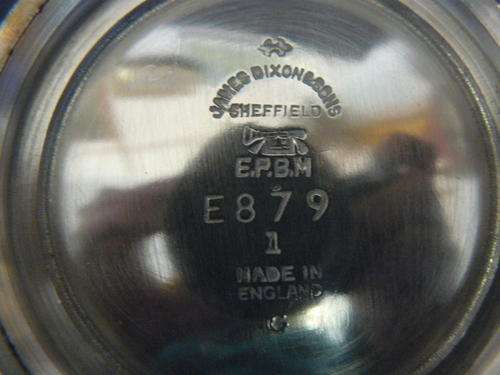 JAMES DIXON & SONS
SHEFFIELD
E.P.B.M
E879
1
MADE IN
ENGLAND